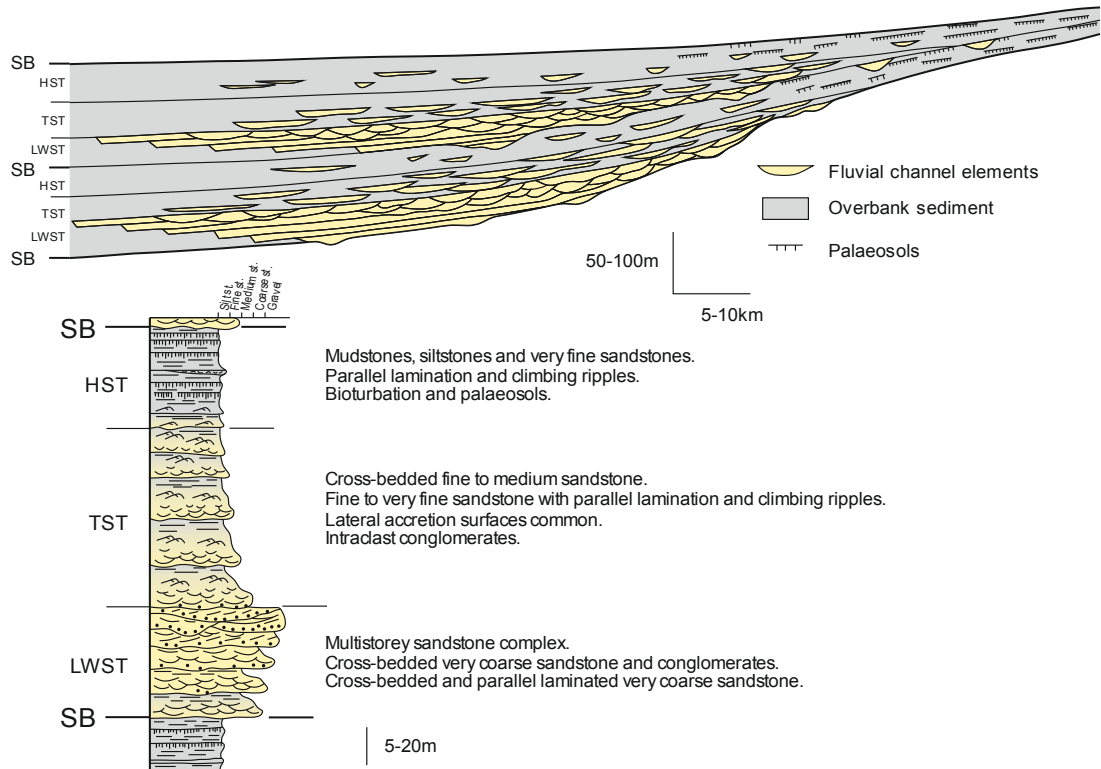 SB
HST
TST
LWST
SB
HST
TST
LWST
SB
Fluvial channel elements
Overbank sediment
Palaeosols
50-100m
5-10km
Siltst.
Fine st.
Medium st.
Coarse st.
Gravel
SB
HST
Mudstones, siltstones and very fine sandstones.
Parallel lamination and climbing ripples.
Bioturbation and palaeosols.
TST
Cross-bedded fine to medium sandstone.
Fine to very fine sandstone with parallel lamination and climbing ripples.
Lateral accretion surfaces common.
Intraclast conglomerates.
LWST
Multistorey sandstone complex.
Cross-bedded very coarse sandstone and conglomerates.
Cross-bedded and parallel laminated very coarse sandstone.
SB
5-20m